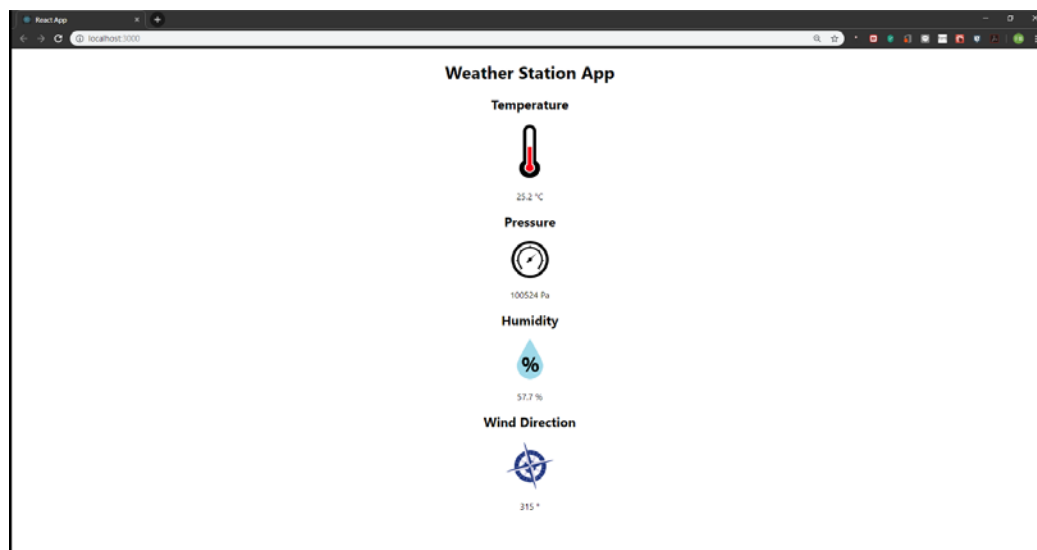 React App
localhost:3000
Weather Station App
Temperature
25.2 °C
Pressure
100524 Pa
Humidity
%
57.7 %
Wind Direction
315 °